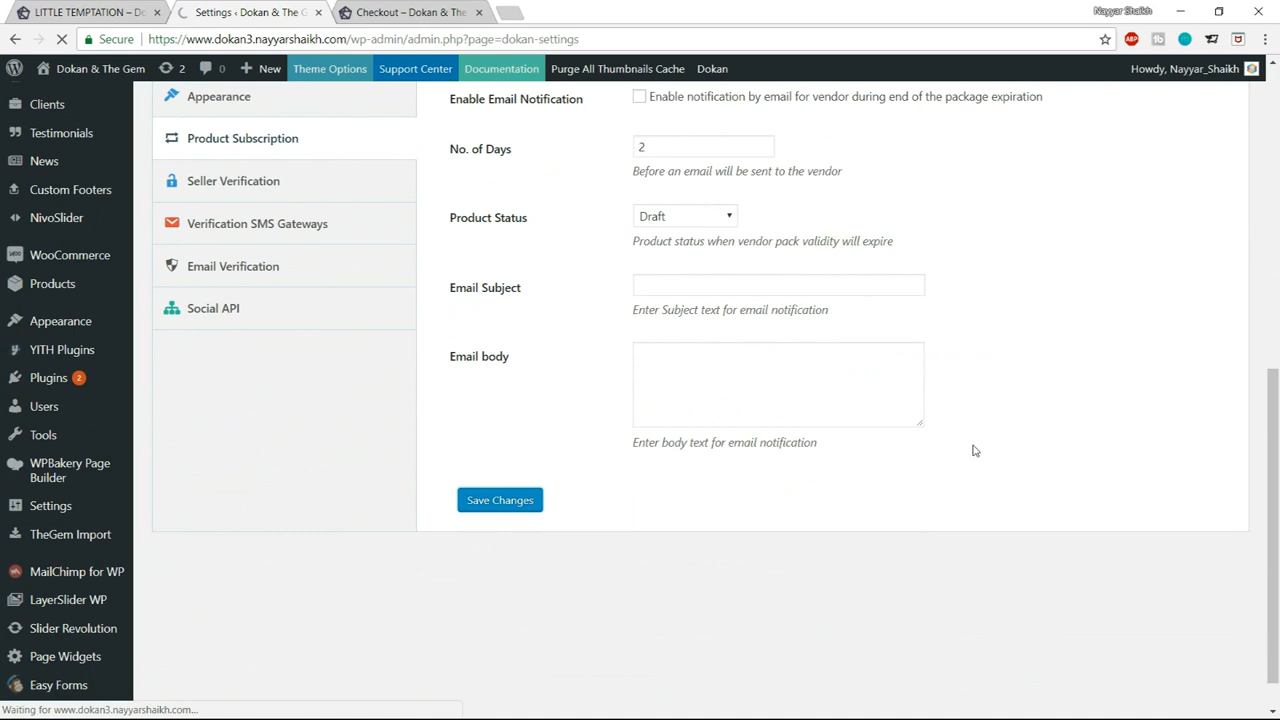 LITTLE TEMPTATION – Do
Settings ‹ Dokan & The G
Checkout – Dokan & The
Nayyar Shaikh
Secure
https://www.dokan3.nayyarshaikh.com/wp-admin/admin.php?page=dokan-settings
ABP
Dokan & The Gem
2
0
New
Theme Options
Support Center
Documentation
Purge All Thumbnails Cache
Dokan
Howdy, Nayyar_Shaikh
Clients
Testimonials
News
Custom Footers
NivoSlider
WooCommerce
Products
Appearance
YITH Plugins
Plugins 2
Users
Tools
WPBakery Page
Builder
Settings
TheGem Import
MailChimp for WP
LayerSlider WP
Slider Revolution
Page Widgets
Easy Forms
Appearance
Product Subscription
Seller Verification
Verification SMS Gateways
Email Verification
Social API
Enable Email Notification
Enable notification by email for vendor during end of the package expiration
No. of Days
2
Before an email will be sent to the vendor
Product Status
Draft
Product status when vendor pack validity will expire
Email Subject
Enter Subject text for email notification
Email body
Enter body text for email notification
Save Changes
Waiting for www.dokan3.nayyarshaikh.com...